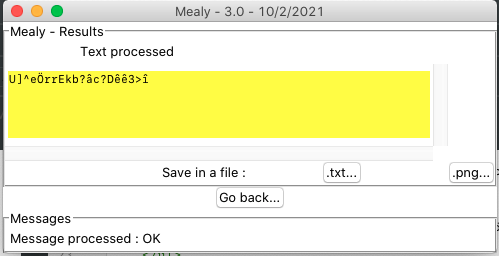 Mealy - 3.0 - 10/2/2021
Mealy - Results
Text processed
U]^eÖrrEkb?âc?Dêê3>î
Save in a file :
.txt...
.png...
Go back...
Messages
Message processed : OK